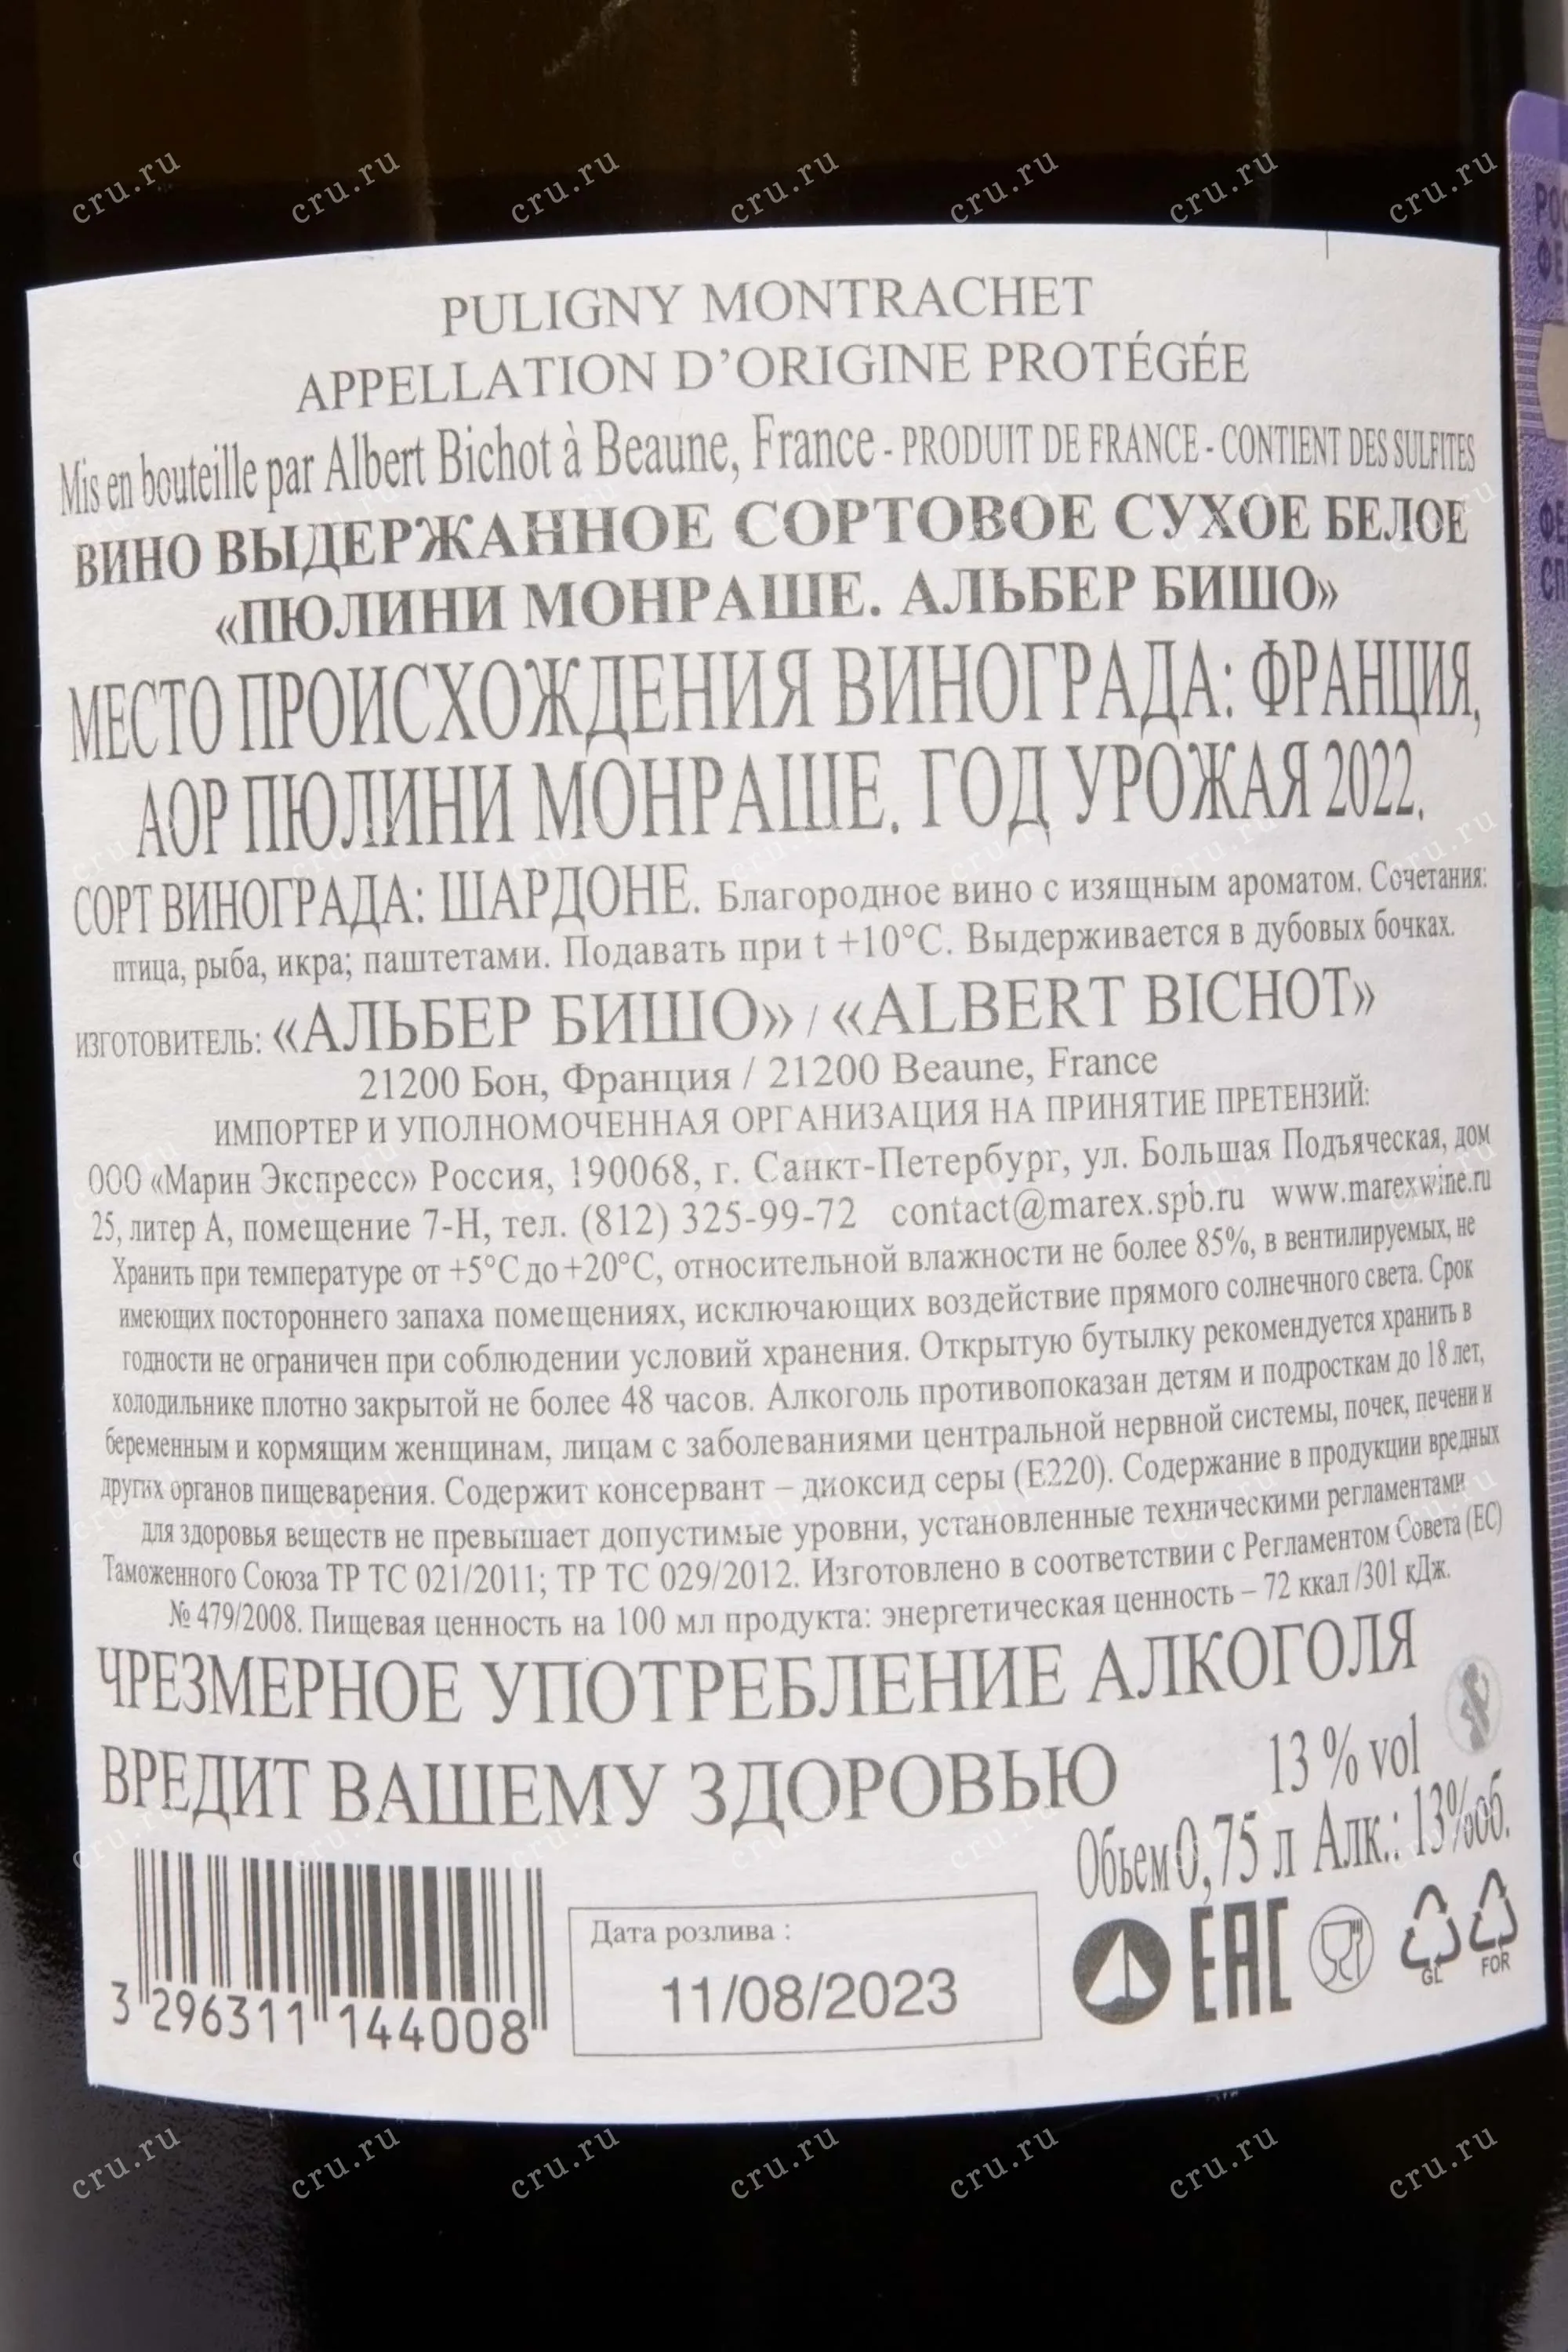 PULIGNY MONTRACHET
APPELLATION D'ORIGINE PROTÉGÉE
Mis en bouteille par Albert Bichot à Beaune, France - PRODUIT DE FRANCE - CONTIENT DES SULFITES
ВИНО ВЫДЕРЖАННОЕ СОРТОВОЕ СУХОЕ БЕЛОЕ
«ПЮЛИНИ МОНРАШЕ. АЛЬБЕР БИШО»
МЕСТО ПРОИСХОЖДЕНИЯ ВИНОГРАДА: ФРАНЦИЯ,
АОР ПЮЛИНИ МОНРАШЕ. ГОД УРОЖАЯ 2022.
СОРТ ВИНОГРАДА: ШАРДОНЕ. Благородное вино с изящным ароматом. Сочетания:
птица, рыба, икра; паштетами. Подавать при t +10°C. Выдерживается в дубовых бочках.
ИЗГОТОВИТЕЛЬ: «АЛЬБЕР БИШО» / «ALBERT BICHOT»
21200 Бон, Франция / 21200 Beaune, France
ИМПОРТЕР И УПОЛНОМОЧЕННАЯ ОРГАНИЗАЦИЯ НА ПРИНЯТИЕ ПРЕТЕНЗИЙ:
ООО «Марин Экспресс» Россия, 190068, г. Санкт-Петербург, ул. Большая Подъяческая, дом
25, литер А, помещение 7-Н, тел. (812) 325-99-72 contact@marex.spb.ru www.marexwine.ru
Хранить при температуре от +5°C до +20°C, относительной влажности не более 85%, в вентилируемых, не
имеющих постороннего запаха помещениях, исключающих воздействие прямого солнечного света. Срок
годности не ограничен при соблюдении условий хранения. Открытую бутылку рекомендуется хранить в
холодильнике плотно закрытой не более 48 часов. Алкоголь противопоказан детям и подросткам до 18 лет,
беременным и кормящим женщинам, лицам с заболеваниями центральной нервной системы, почек, печени и
других органов пищеварения. Содержит консервант – диоксид серы (Е220). Содержание в продукции вредных
для здоровья веществ не превышает допустимые уровни, установленные техническими регламентами
Таможенного Союза ТР ТС 021/2011; ТР ТС 029/2012. Изготовлено в соответствии с Регламентом Совета (ЕС)
№ 479/2008. Пищевая ценность на 100 мл продукта: энергетическая ценность – 72 ккал /301 кДж.
ЧРЕЗМЕРНОЕ УПОТРЕБЛЕНИЕ АЛКОГОЛЯ
ВРЕДИТ ВАШЕМУ ЗДОРОВЬЮ
13 % vol
Обьем 0,75 л Алк.: 13%об.
Дата розлива :
11/08/2023
3 296311 144008
EAC
GL
FOR
cru.ru